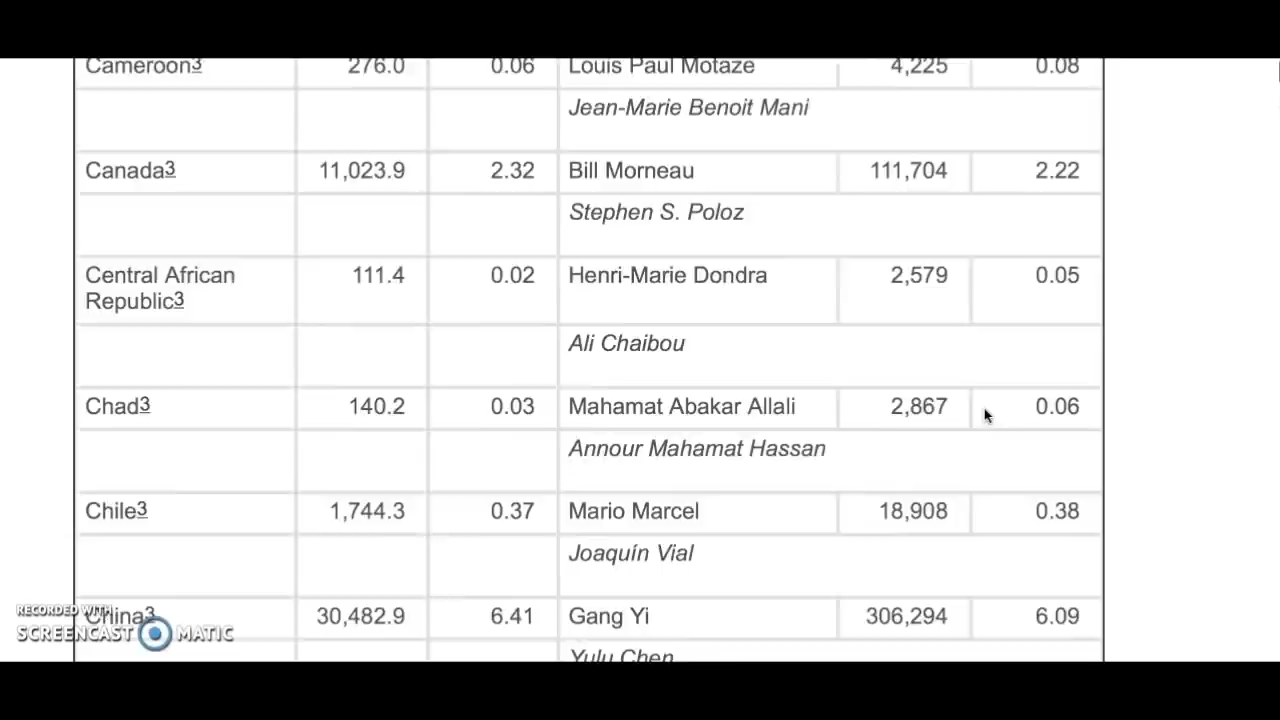 Cameroon3 276.0 0.06 Louis Paul Motaze 4,225 0.08
Jean-Marie Benoit Mani
Canada3 11,023.9 2.32 Bill Morneau 111,704 2.22
Stephen S. Poloz
Central African 111.4 0.02 Henri-Marie Dondra 2,579 0.05
Republic3
Ali Chaibou
Chad3 140.2 0.03 Mahamat Abakar Allali 2,867 0.06
Annour Mahamat Hassan
Chile3 1,744.3 0.37 Mario Marcel 18,908 0.38
Joaquín Vial
RECORDED WITH
China3 30,482.9 6.41 Gang Yi 306,294 6.09
SCREENCAST MATIC
Yulu Chen